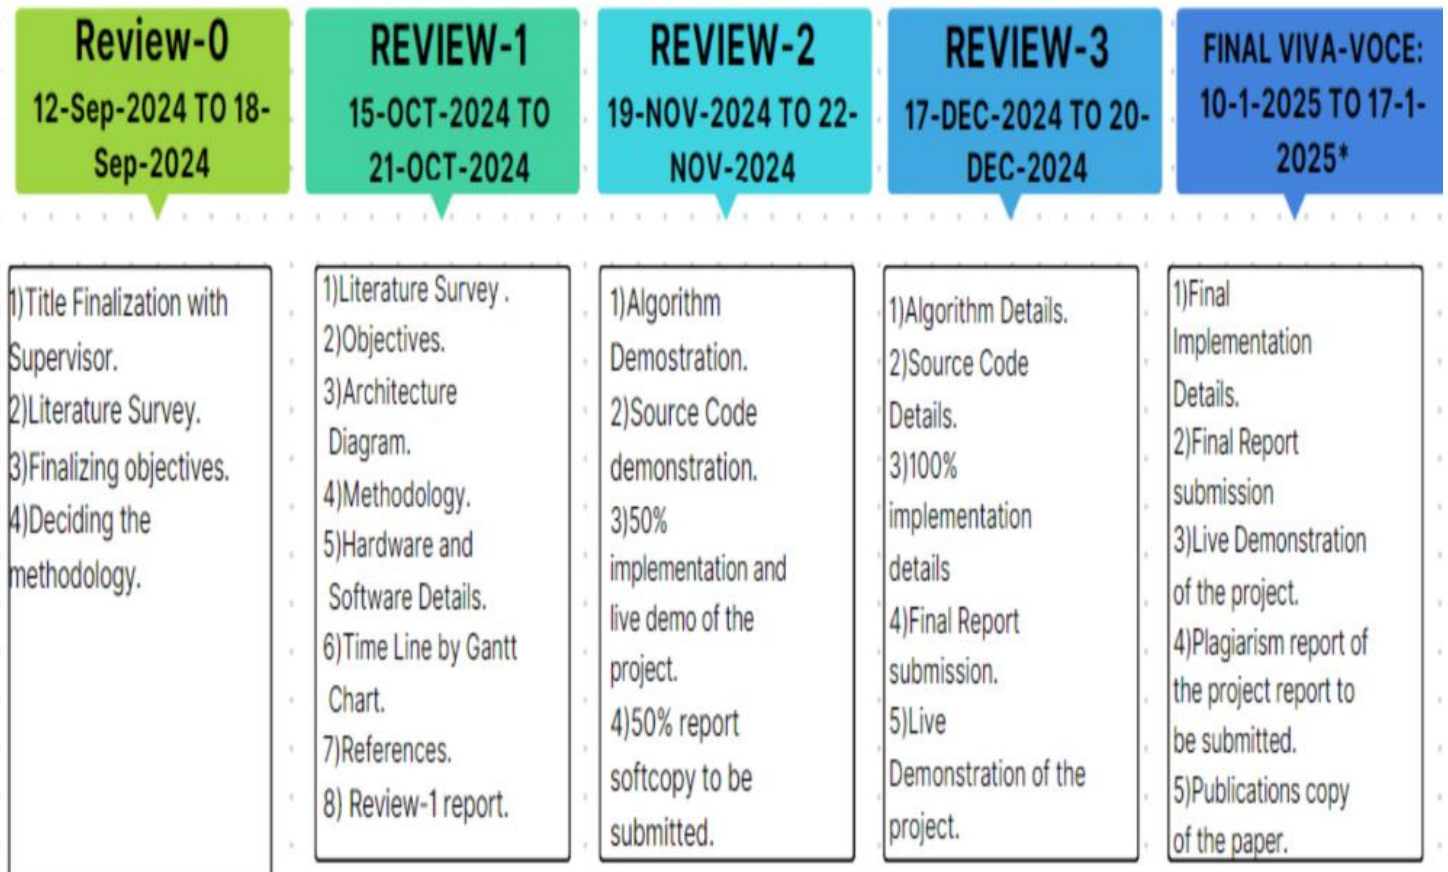 Review-0
12-Sep-2024 TO 18-
Sep-2024
REVIEW-1
15-OCT-2024 TO
21-OCT-2024
REVIEW-2
19-NOV-2024 TO 22-
NOV-2024
REVIEW-3
17-DEC-2024 TO 20-
DEC-2024
FINAL VIVA-VOCE:
10-1-2025 TO 17-1-
2025*
1)Title Finalization with
Supervisor.
2)Literature Survey.
3)Finalizing objectives.
4)Deciding the
methodology.
1)Literature Survey .
2)Objectives.
3)Architecture
Diagram.
4)Methodology.
5)Hardware and
Software Details.
6)Time Line by Gantt
Chart.
7)References.
8) Review-1 report.
1)Algorithm
Demostration.
2)Source Code
demonstration.
3)50%
implementation and
live demo of the
project.
4)50% report
softcopy to be
submitted.
1)Algorithm Details.
2)Source Code
Details.
3)100%
implementation
details
4)Final Report
submission.
5)Live
Demonstration of the
project.
1)Final
Implementation
Details.
2)Final Report
submission
3)Live Demonstration
of the project.
4)Plagiarism report of
the project report to
be submitted.
5)Publications copy
of the paper.